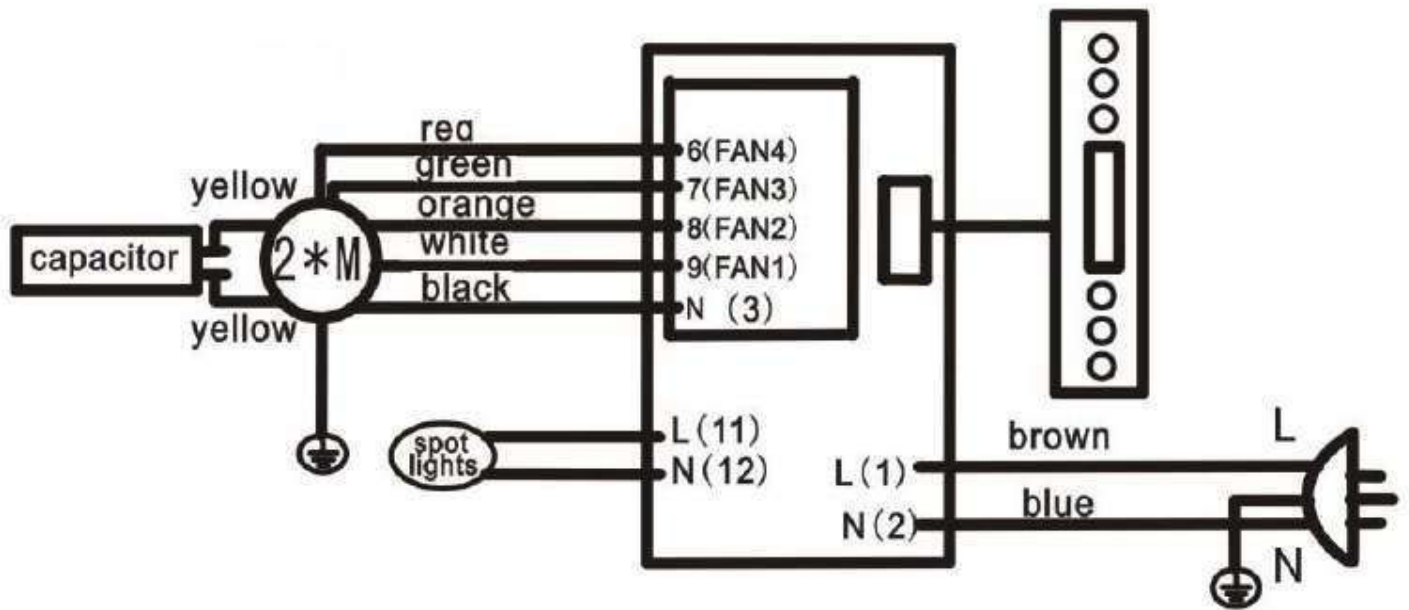 red
green
orange
white
black
yellow
yellow
capacitor
2*M
6(FAN4)
7(FAN3)
8(FAN2)
9(FAN1)
N (3)
spot
lights
L(11)
N(12)
L(1)
N(2)
brown
blue
L
N